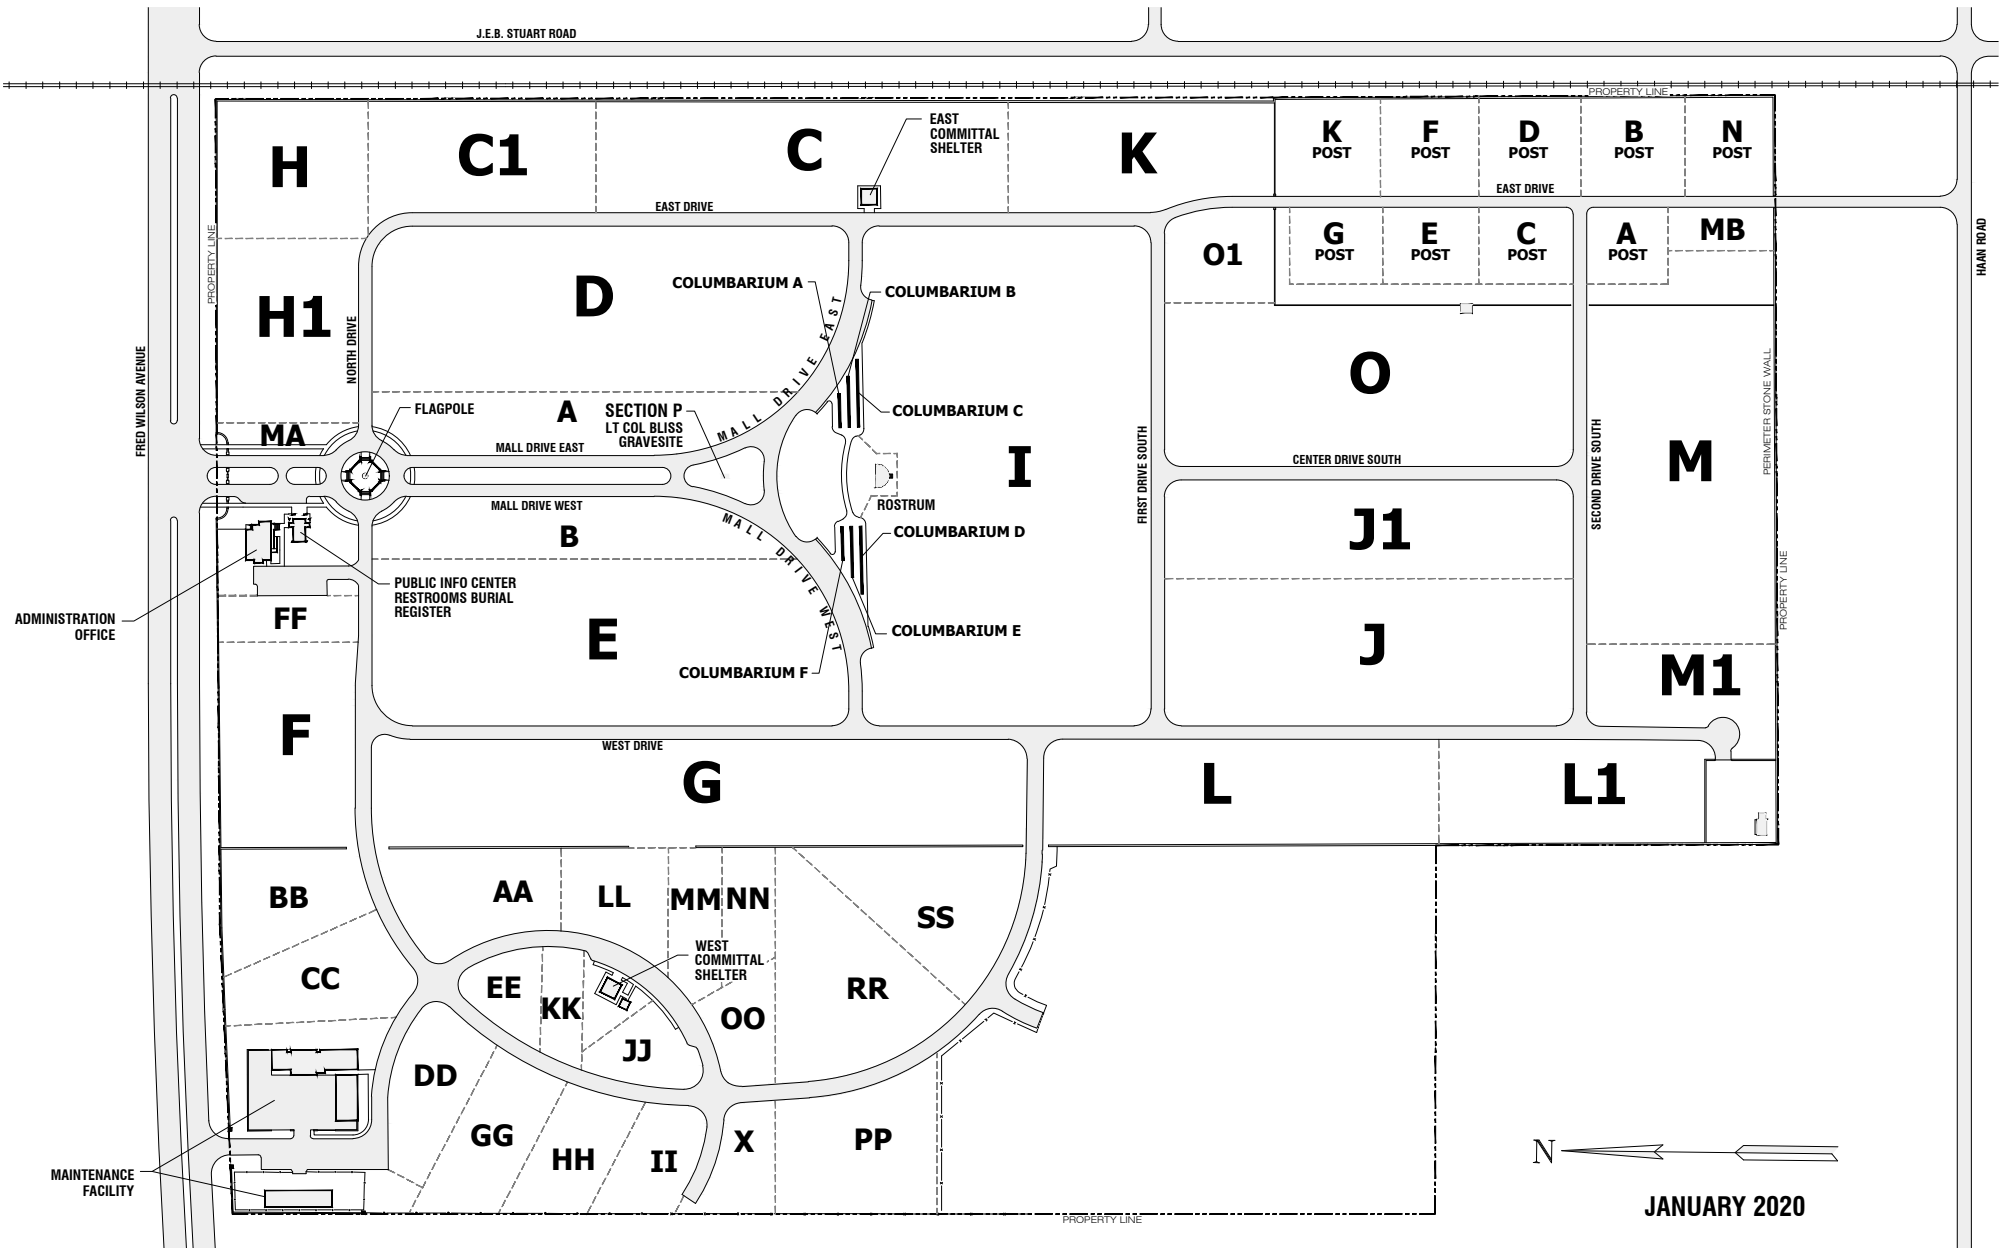 J.E.B. STUART ROAD
PROPERTY LINE
H
C1
C
EAST
COMMITTAL
SHELTER
K
K
POST
F
POST
D
POST
B
POST
N
POST
EAST DRIVE
EAST DRIVE
PROPERTY LINE
H1
NORTH DRIVE
D
COLUMBARIUM A
COLUMBARIUM B
O1
G
POST
E
POST
C
POST
A
POST
MB
HAAN ROAD
FRED WILSON AVENUE
MALL DRIVE EAST
O
PERIMETER STONE WALL
MA
FLAGPOLE
A
SECTION P
LT COL BLISS
GRAVESITE
COLUMBARIUM C
MALL DRIVE EAST
I
FIRST DRIVE SOUTH
CENTER DRIVE SOUTH
SECOND DRIVE SOUTH
M
MALL DRIVE WEST
ROSTRUM
B
MALL DRIVE WEST
COLUMBARIUM D
J1
PROPERTY LINE
PUBLIC INFO CENTER
RESTROOMS BURIAL
REGISTER
ADMINISTRATION
OFFICE
FF
E
COLUMBARIUM E
COLUMBARIUM F
J
M1
F
WEST DRIVE
G
L
L1
BB
AA
LL
MM
NN
SS
WEST
COMMITTAL
SHELTER
CC
EE
KK
OO
RR
JJ
DD
GG
HH
II
X
PP
MAINTENANCE
FACILITY
N
JANUARY 2020
PROPERTY LINE